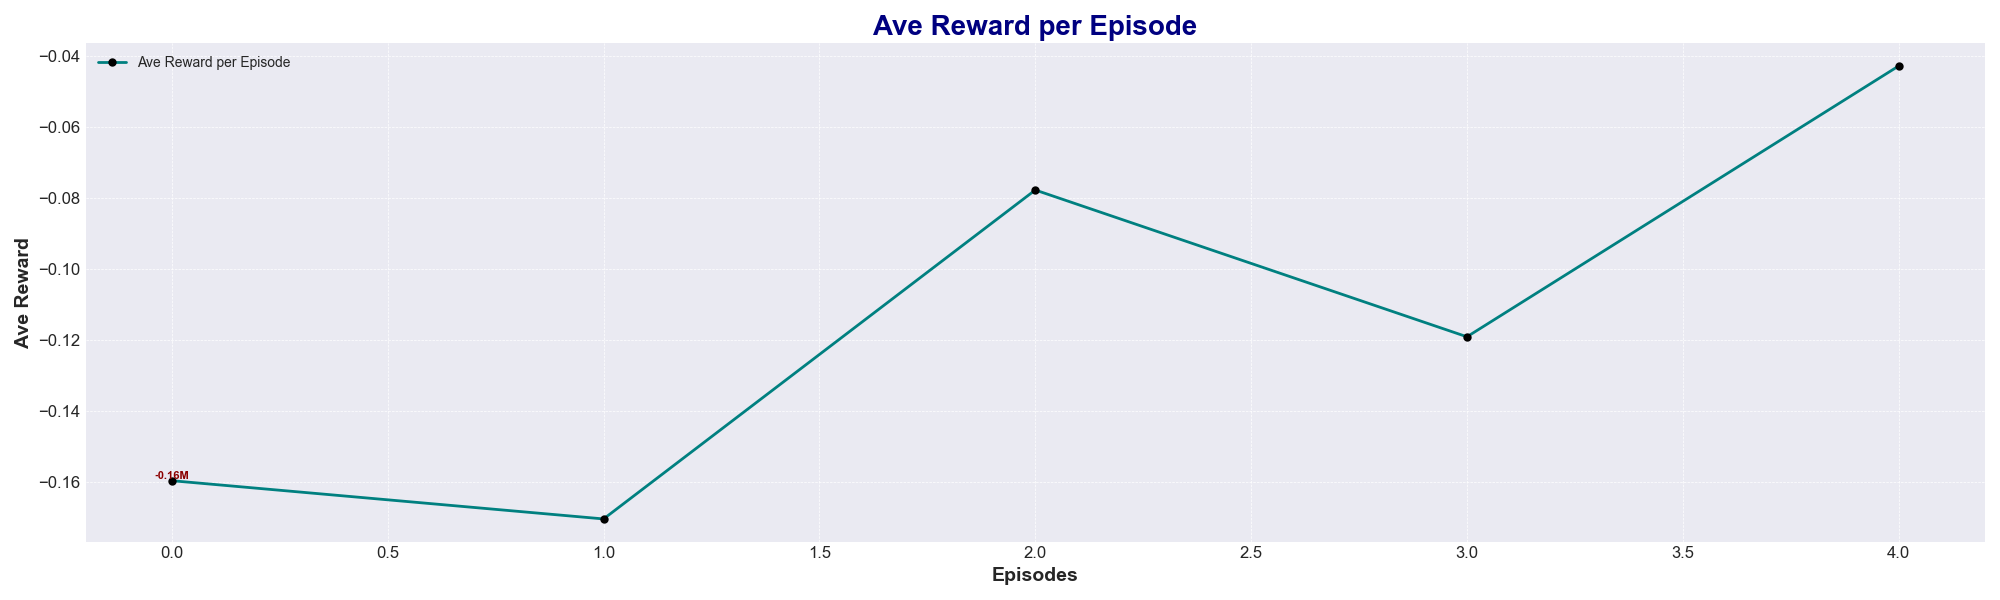 Ave Reward per Episode
Ave Reward per Episode
Ave Reward
−0.04
−0.06
−0.08
−0.10
−0.12
−0.14
−0.16
-0.16M
0.0 0.5 1.0 1.5 2.0 2.5 3.0 3.5 4.0
Episodes